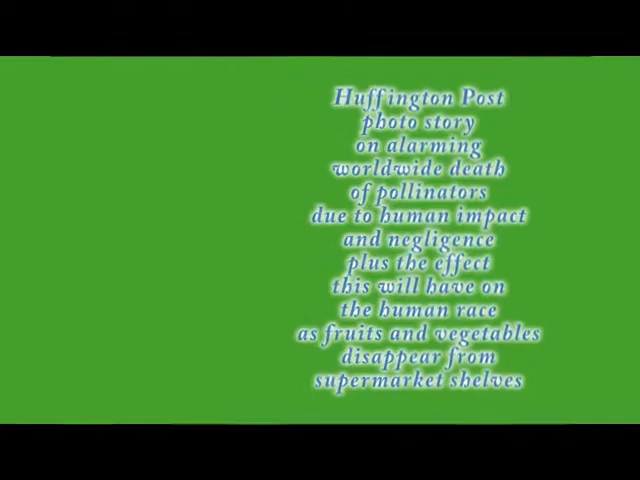 Huffington Post
photo story
on alarming
worldwide death
of pollinators
due to human impact
and negligence
plus the effect
this will have on
the human race
as fruits and vegetables
disappear from
supermarket shelves